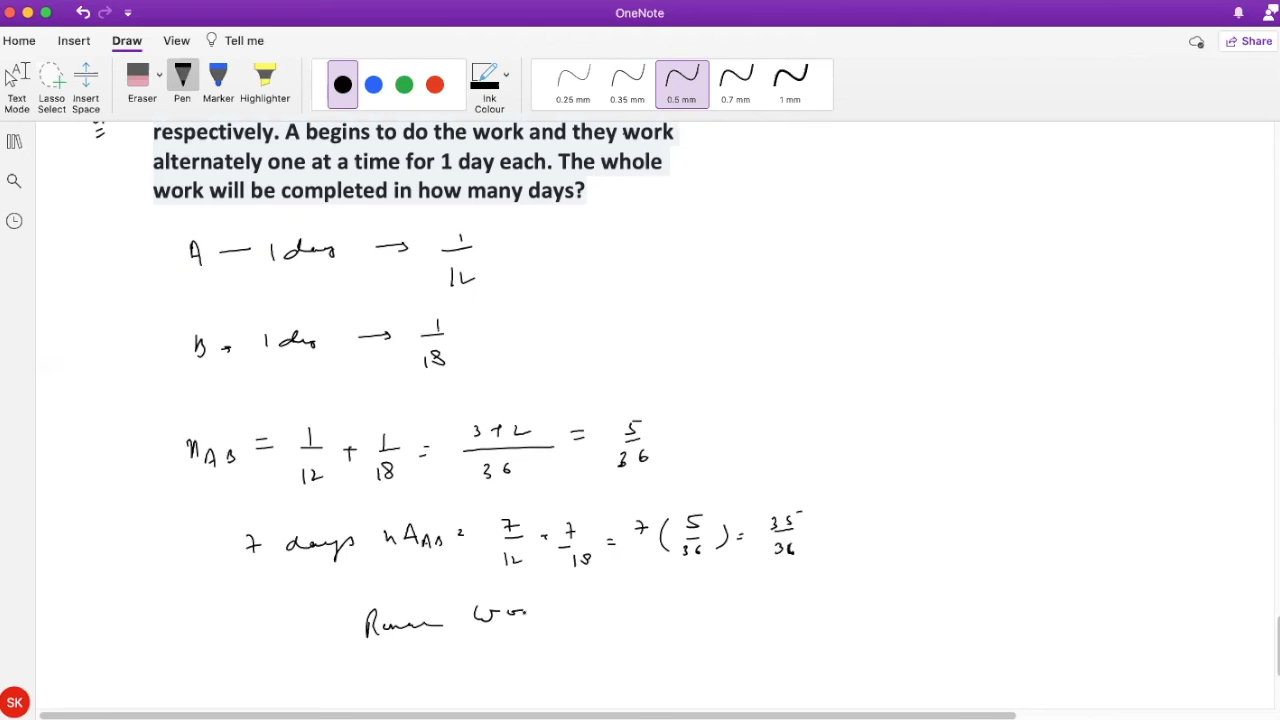 OneNote
Home Insert Draw View Tell me
Share
Text Mode
Lasso Select
Insert Space
Eraser
Pen
Marker
Highlighter
Ink Colour
0.25 mm
0.35 mm
0.5 mm
0.7 mm
1 mm
respectively. A begins to do the work and they work
alternately one at a time for 1 day each. The whole
work will be completed in how many days?
A — 1 day → 1/12
B → 1 day → 1/18
n A B = 1/12 + 1/18 = 3+2/36 = 5/36
7 days = 7/12 + 7/18 = 7 ( 5/36 ) = 35/36
SK